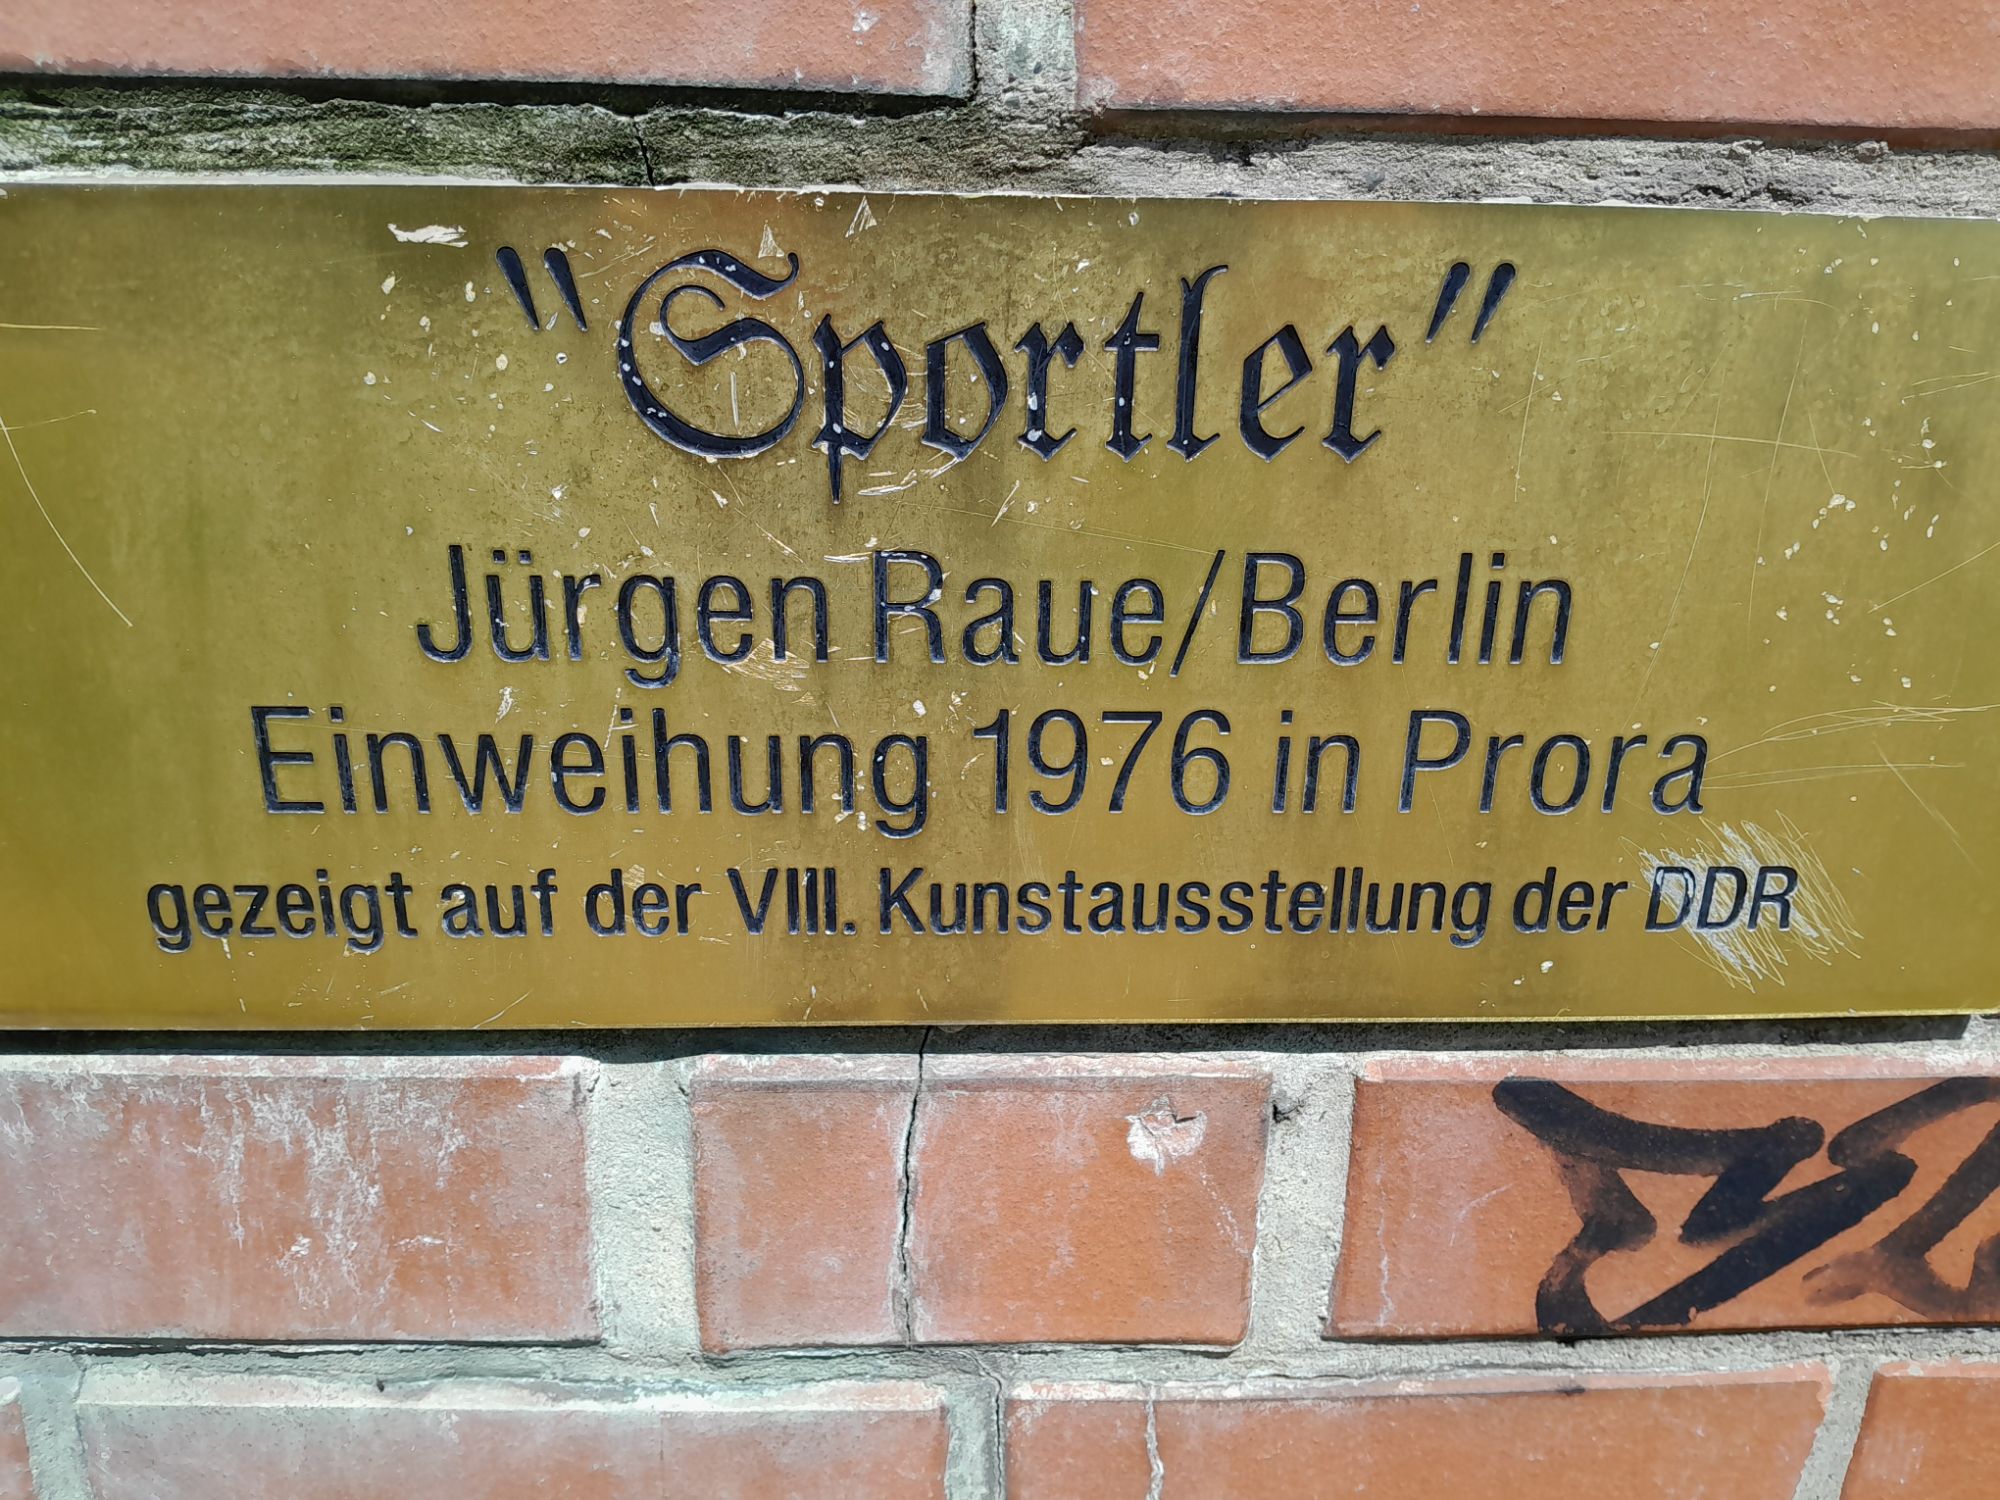 "Sportler"
Jürgen Raue/Berlin
Einweihung 1976 in Prora
gezeigt auf der VIII. Kunstausstellung der DDR